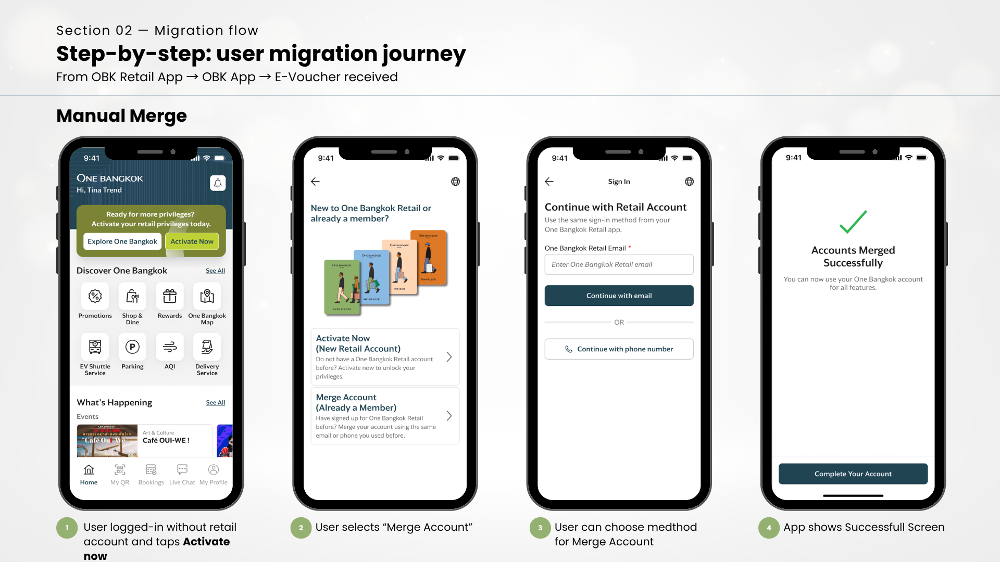 Section 02 — Migration flow
Step-by-step: user migration journey
From OBK Retail App → OBK App → E-Voucher received
Manual Merge
9:41
ONE BANGKOK
Hi, Tina Trend
Ready for more privileges?
Activate your retail privileges today.
Explore One Bangkok
Activate Now
Discover One Bangkok
See All
Promotions
Shop &
Dine
Rewards
One Bangkok
Map
EV Shuttle
Service
Parking
AQI
Delivery
Service
What's Happening
See All
Events
ONE BANGKOK
"Café Oui We !"
Art & Culture
Café OUI-WE !
Home
My QR
Bookings
Live Chat
My Profile
1
User logged-in without retail
account and taps Activate
now
9:41
New to One Bangkok Retail or
already a member?
ONE BANGKOK
AMBASSADOR
ONE BANGKOK
INFLUENCER
ONE BANGKOK
INSIDER
ONE BANGKOK
TRAVELLER
Activate Now
(New Retail Account)
Do not have a One Bangkok Retail account
before? Activate now to unlock your
privileges.
Merge Account
(Already a Member)
Have signed up for One Bangkok Retail
before? Merge your account using the same
email or phone you used before.
2
User selects “Merge Account”
9:41
Sign In
Continue with Retail Account
Use the same sign-in method from your
One Bangkok Retail app.
One Bangkok Retail Email *
Enter One Bangkok Retail email
Continue with email
OR
Continue with phone number
3
User can choose medthod
for Merge Account
9:41
Accounts Merged
Successfully
You can now use your One Bangkok account
for all features.
Complete Your Account
4
App shows Successfull Screen